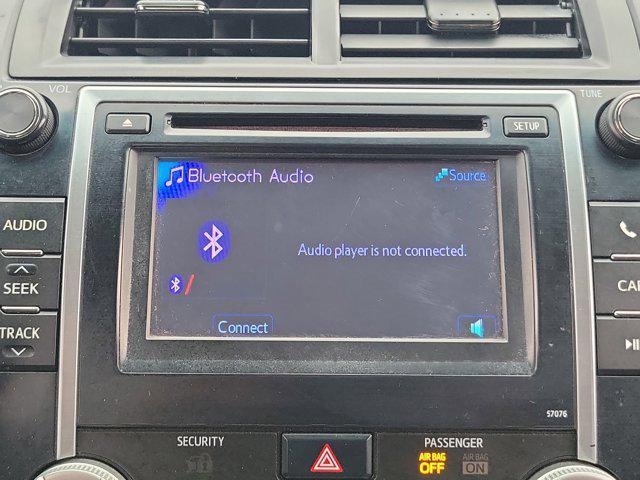 VOL
TUNE
SETUP
Bluetooth Audio
Source
AUDIO
Audio player is not connected.
SEEK
CAR
TRACK
Connect
57076
SECURITY
PASSENGER
AIR BAG AIR BAG
OFF ON